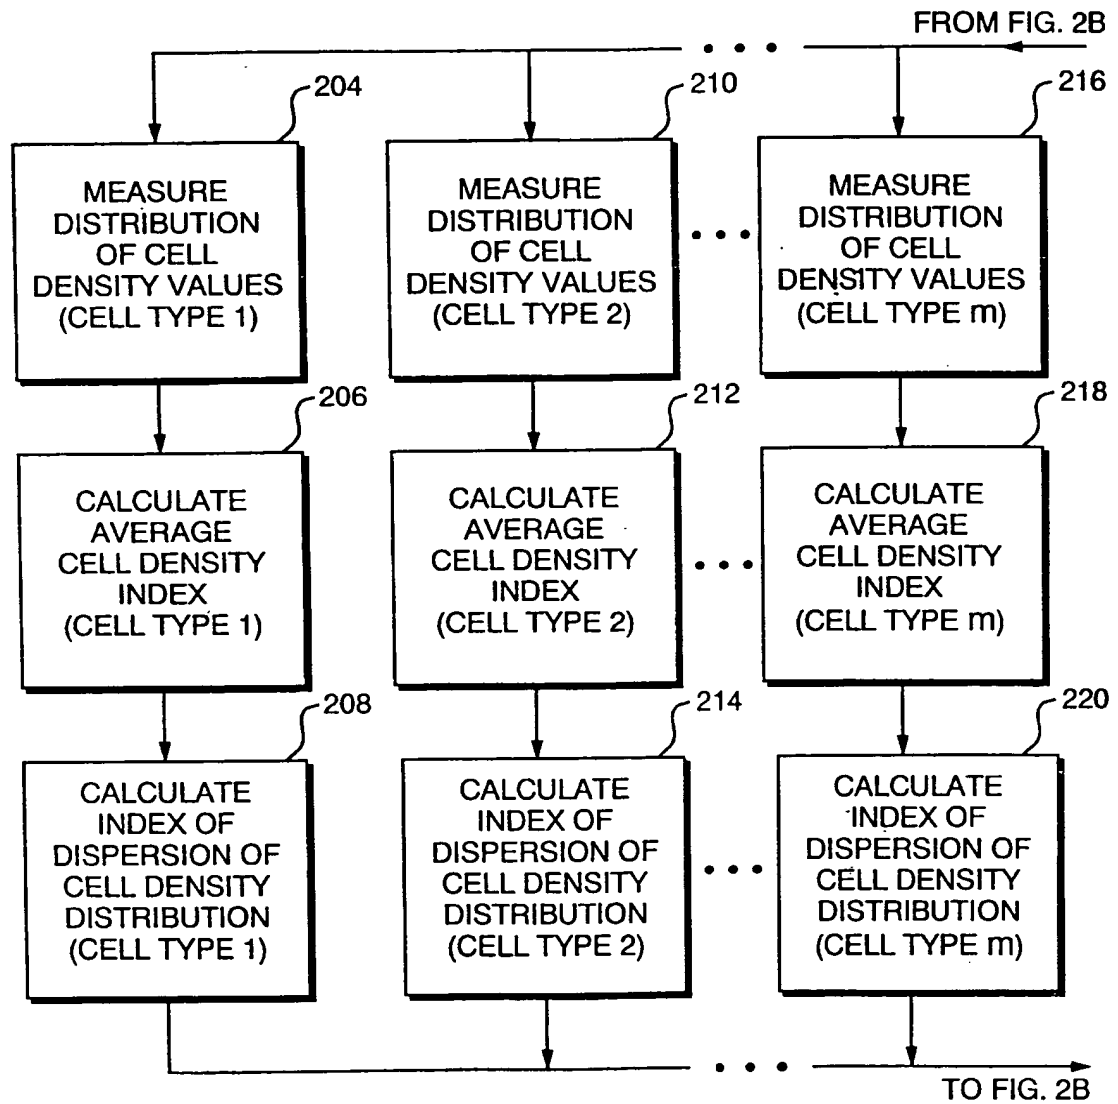 FROM FIG. 2B
204
210
216
MEASURE
DISTRIBUTION
OF CELL
DENSITY VALUES
(CELL TYPE 1)
MEASURE
DISTRIBUTION
OF CELL
DENSITY VALUES
(CELL TYPE 2)
MEASURE
DISTRIBUTION
OF CELL
DENSITY VALUES
(CELL TYPE m)
206
212
218
CALCULATE
AVERAGE
CELL DENSITY
INDEX
(CELL TYPE 1)
CALCULATE
AVERAGE
CELL DENSITY
INDEX
(CELL TYPE 2)
CALCULATE
AVERAGE
CELL DENSITY
INDEX
(CELL TYPE m)
208
214
220
CALCULATE
INDEX OF
DISPERSION OF
CELL DENSITY
DISTRIBUTION
(CELL TYPE 1)
CALCULATE
INDEX OF
DISPERSION OF
CELL DENSITY
DISTRIBUTION
(CELL TYPE 2)
CALCULATE
INDEX OF
DISPERSION OF
CELL DENSITY
DISTRIBUTION
(CELL TYPE m)
TO FIG. 2B